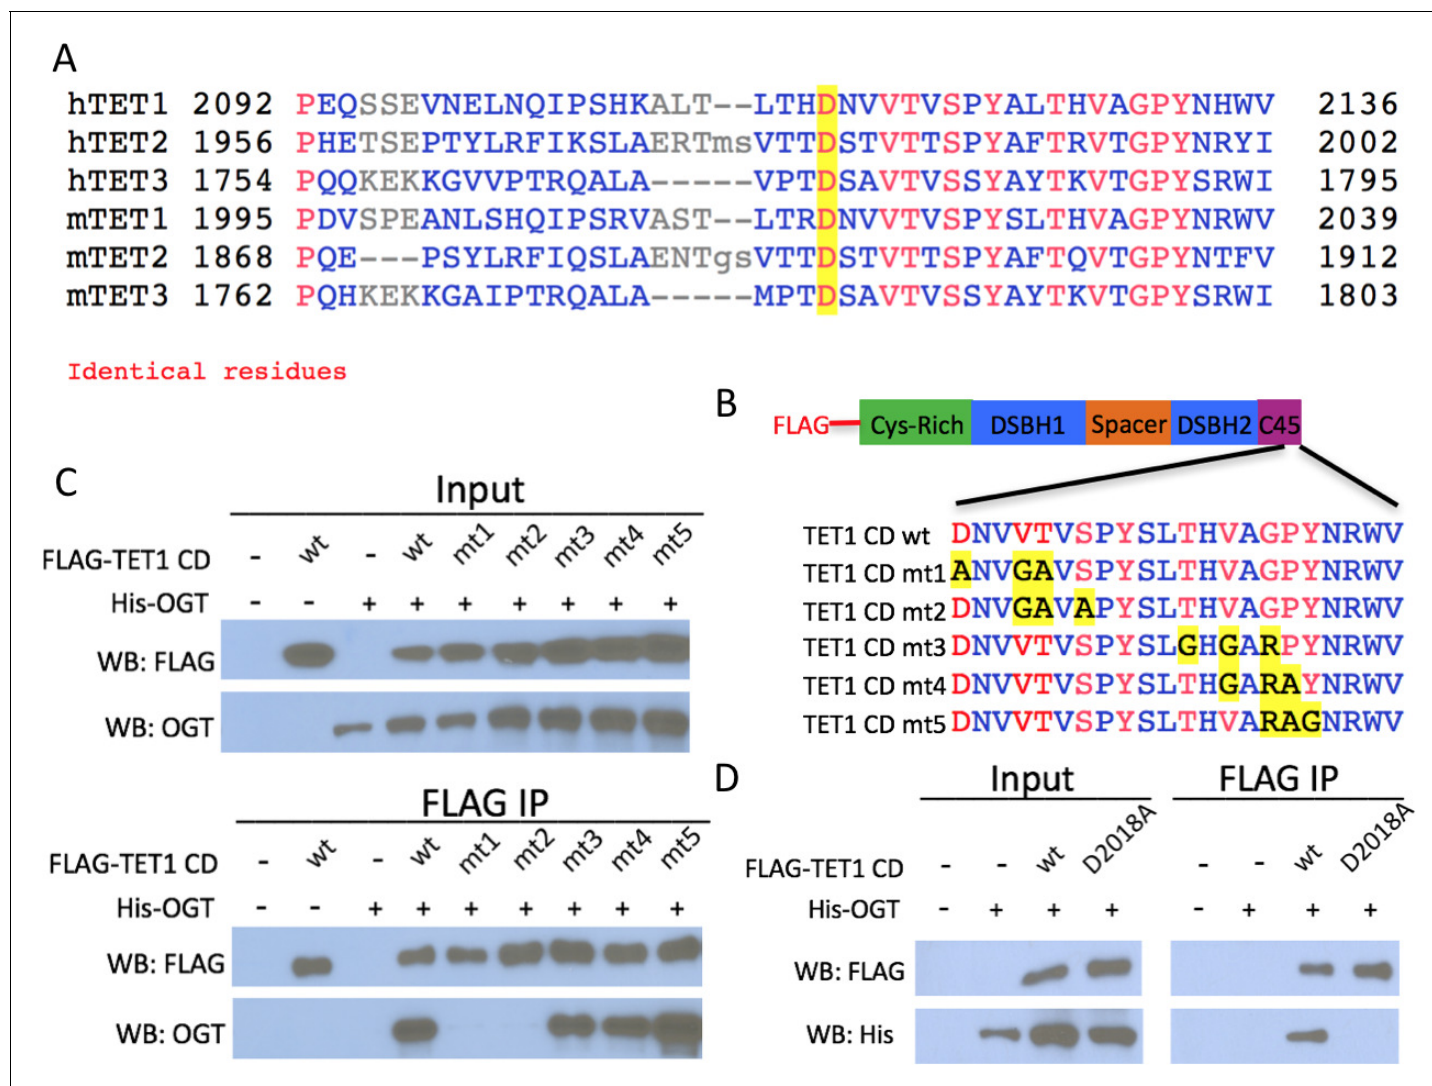 A
hTET1 2092 PEQSSEVNELNQIPSHKALT--LTHDNVVTVSPYALTHVAGPYNHWV 2136
hTET2 1956 PHETSEPTYLRFIKSLAERTmsVTTDSTVTTSPYAFTRVTGPYNRYI 2002
hTET3 1754 PQQKEKKGVVPTRQALA-----VPTDSAVTVSSYAYTKVTGPYSRWI 1795
mTET1 1995 PDVSPEANLSHQIPSRVAST--LTRDNVVTVSPYSLTHVAGPYNRWV 2039
mTET2 1868 PQE---PSYLRFIQSLAENTgsVTTDSTVTTSPYAFTQVTGPYNTFV 1912
mTET3 1762 PQHKEKKGAIPTRQALA-----MPTDSAVTVSSYAYTKVTGPYSRWI 1803
Identical residues
B
FLAG Cys-Rich DSBH1 Spacer DSBH2 C45
TET1 CD wt DNVVTVSPYSLTHVAGPYNRWV
TET1 CD mt1 ANVGAVSPYSLTHVAGPYNRWV
TET1 CD mt2 DNVGAVAPYSLTHVAGPYNRWV
TET1 CD mt3 DNVVTVSPYSLGHGARPYNRWV
TET1 CD mt4 DNVVTVSPYSLTHGARAYNRWV
TET1 CD mt5 DNVVTVSPYSLTHVARAGNRWV
C
Input
FLAG-TET1 CD - wt - wt mt1 mt2 mt3 mt4 mt5
His-OGT - - + + + + + + +
WB: FLAG
WB: OGT
FLAG IP
FLAG-TET1 CD - wt - wt mt1 mt2 mt3 mt4 mt5
His-OGT - - + + + + + + +
WB: FLAG
WB: OGT
D
Input FLAG IP
FLAG-TET1 CD - - wt D2018A - - wt D2018A
His-OGT - + + + - + + +
WB: FLAG
WB: His